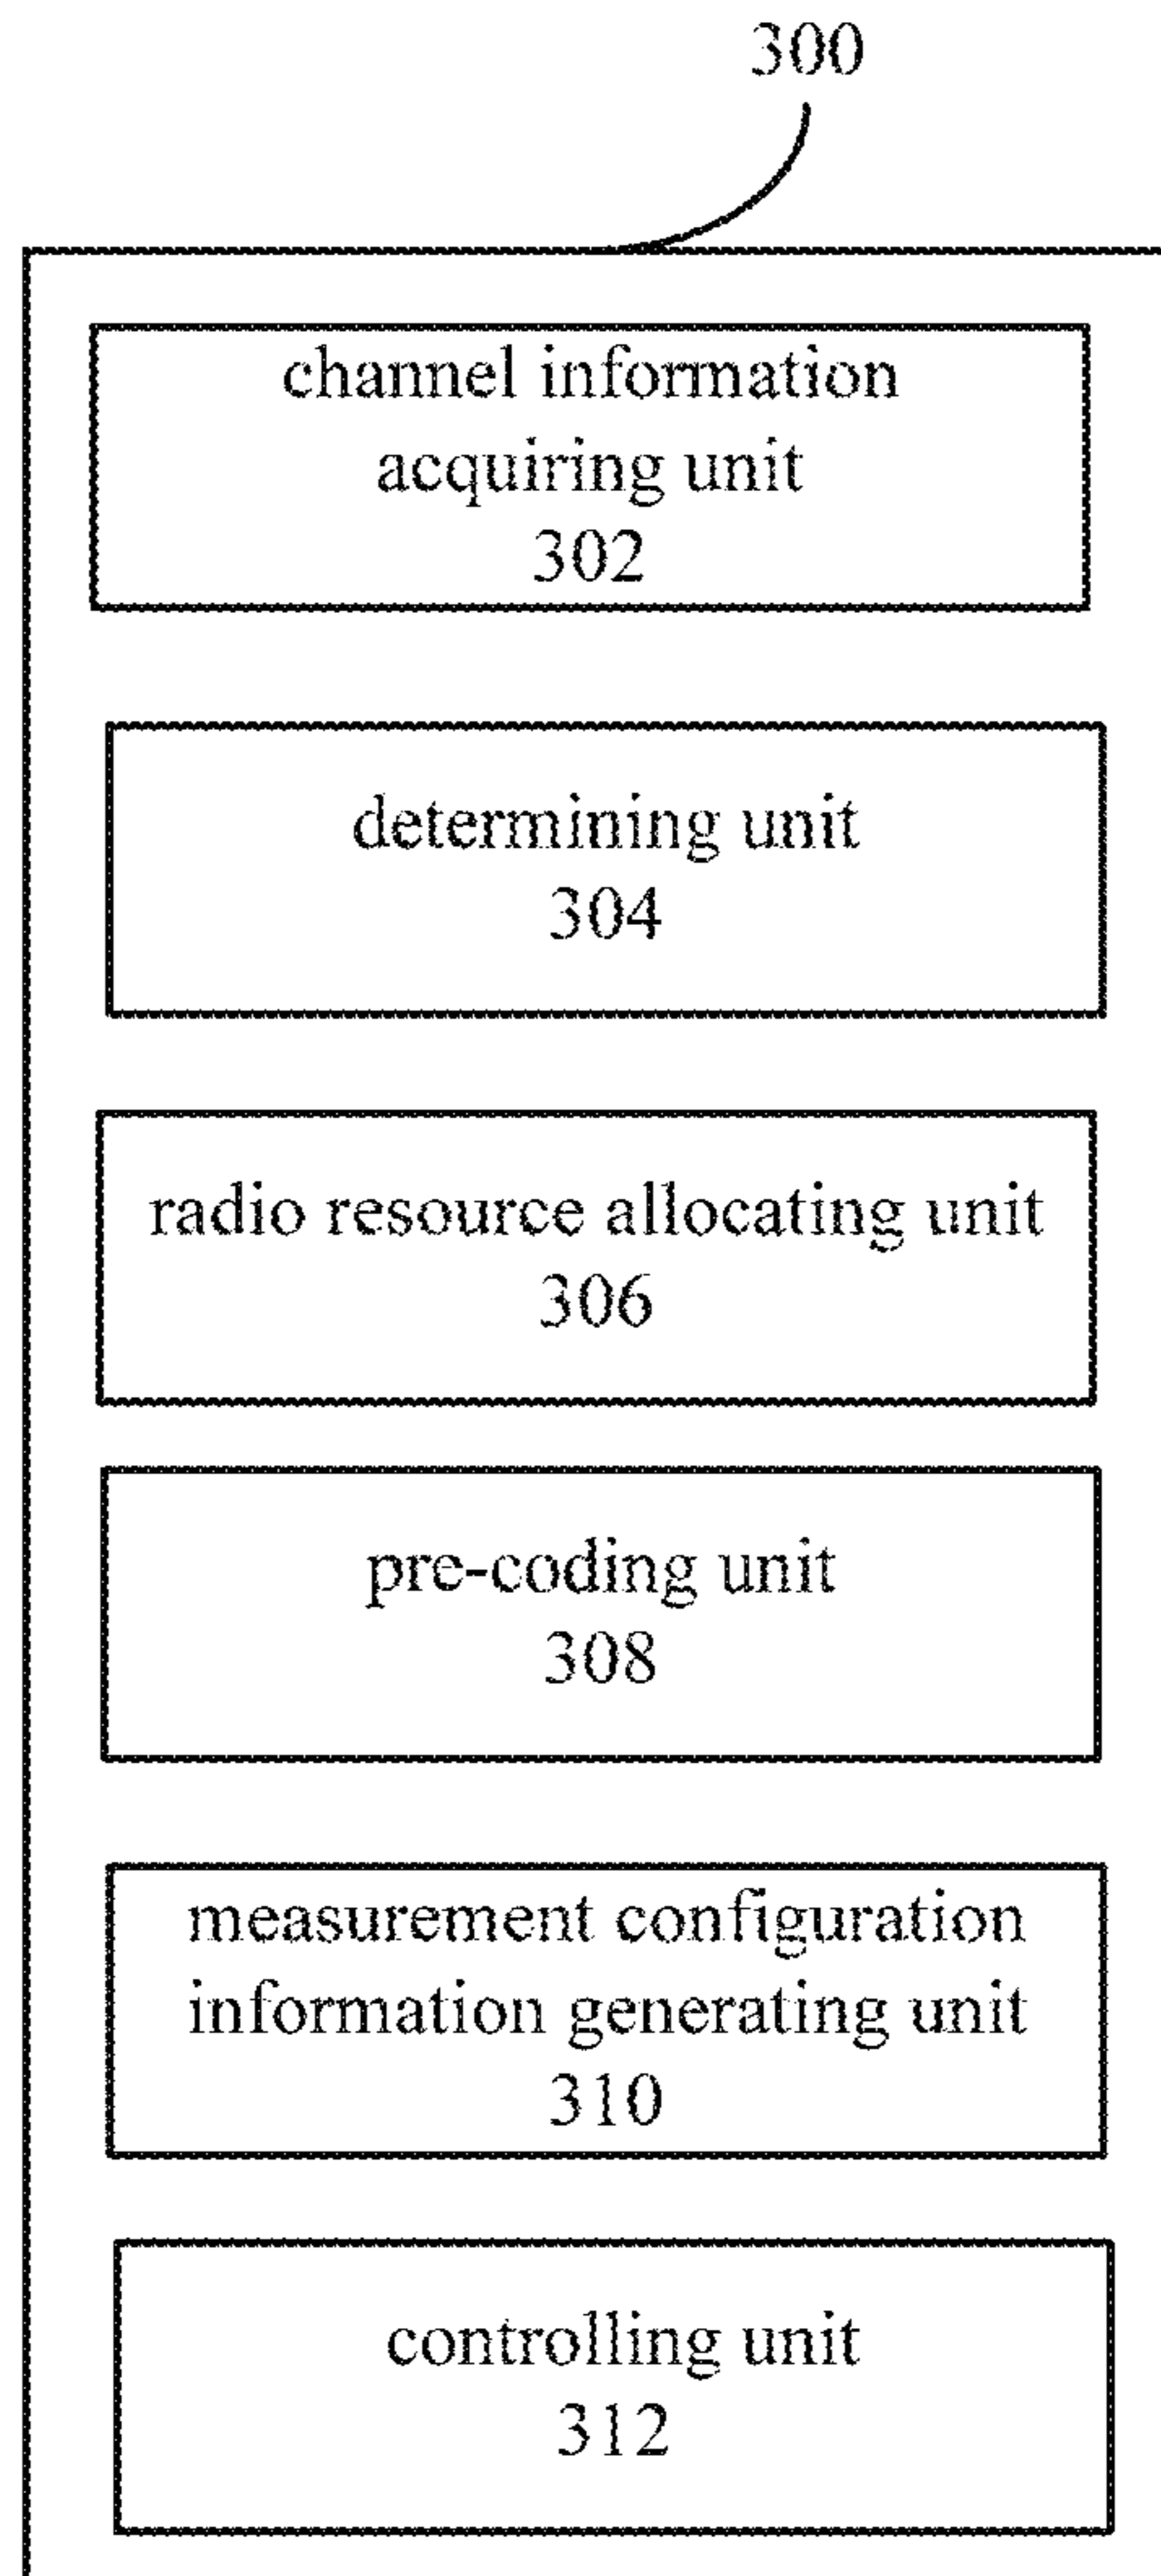 300
channel information
acquiring unit
302
determining unit
304
radio resource allocating unit
306
pre-coding unit
308
measurement configuration
information generating unit
310
controlling unit
312